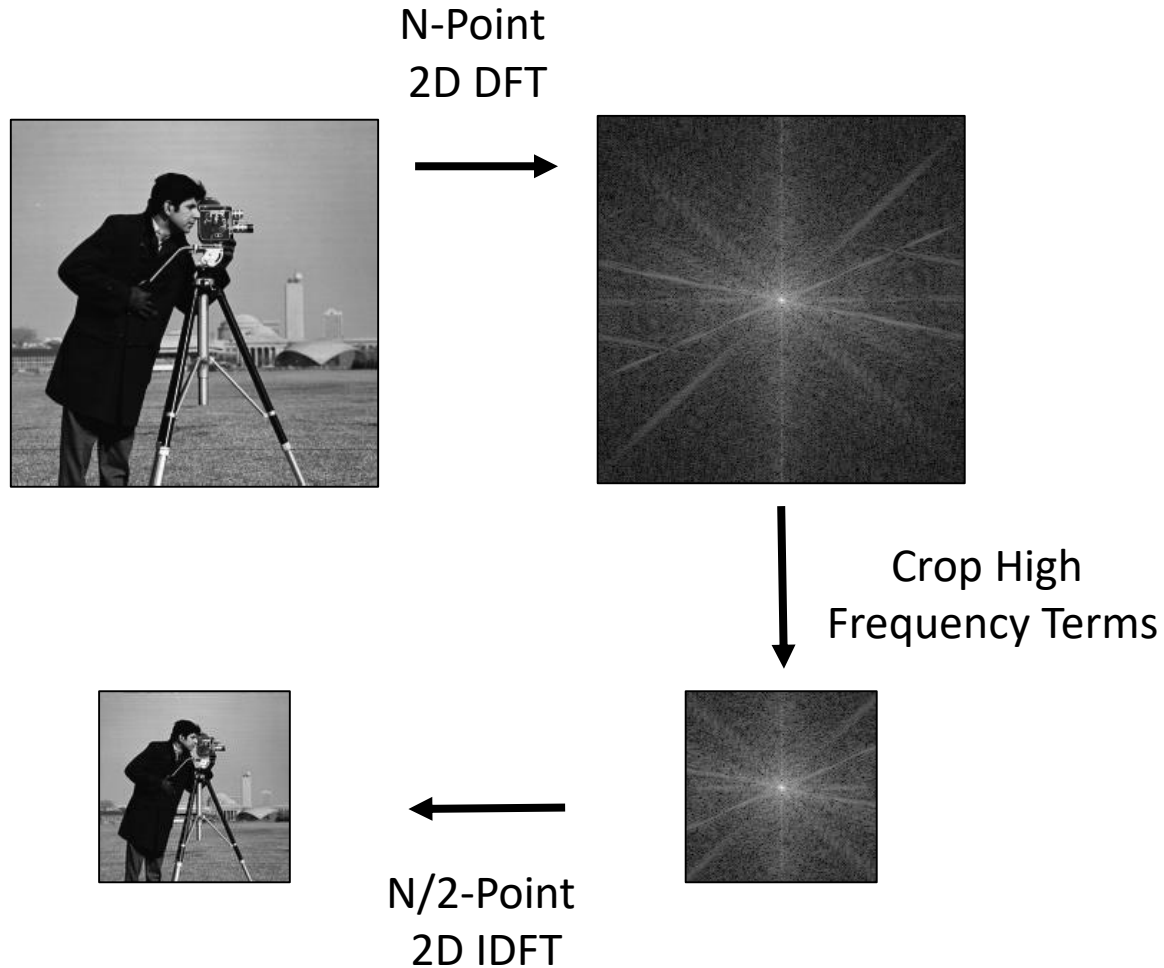 N-Point
2D DFT
Crop High
Frequency Terms
N/2-Point
2D IDFT